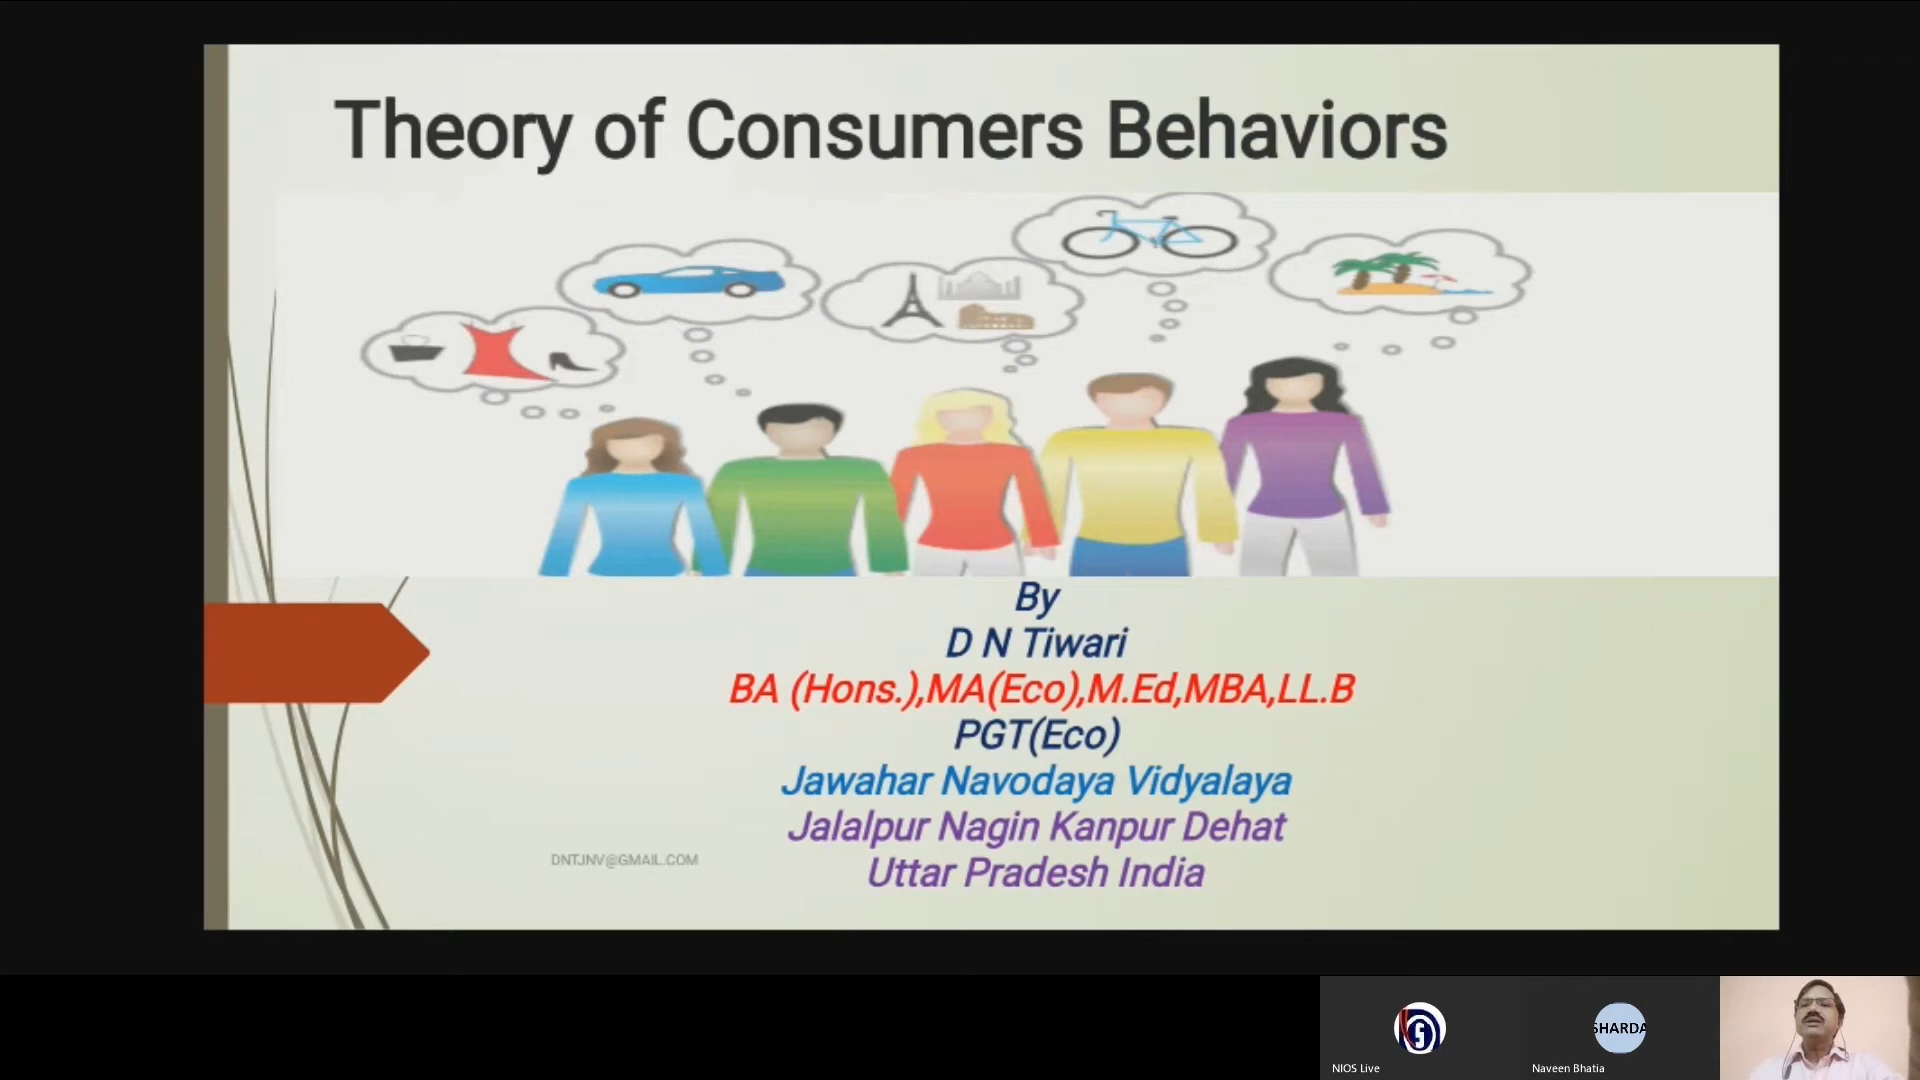 Theory of Consumers Behaviors
By
D N Tiwari
BA (Hons.),MA(Eco),M.Ed,MBA,LL.B
PGT(Eco)
Jawahar Navodaya Vidyalaya
Jalalpur Nagin Kanpur Dehat
DNTJNV@GMAIL.COM
Uttar Pradesh India
SHARDA
NIOS Live
Naveen Bhatia